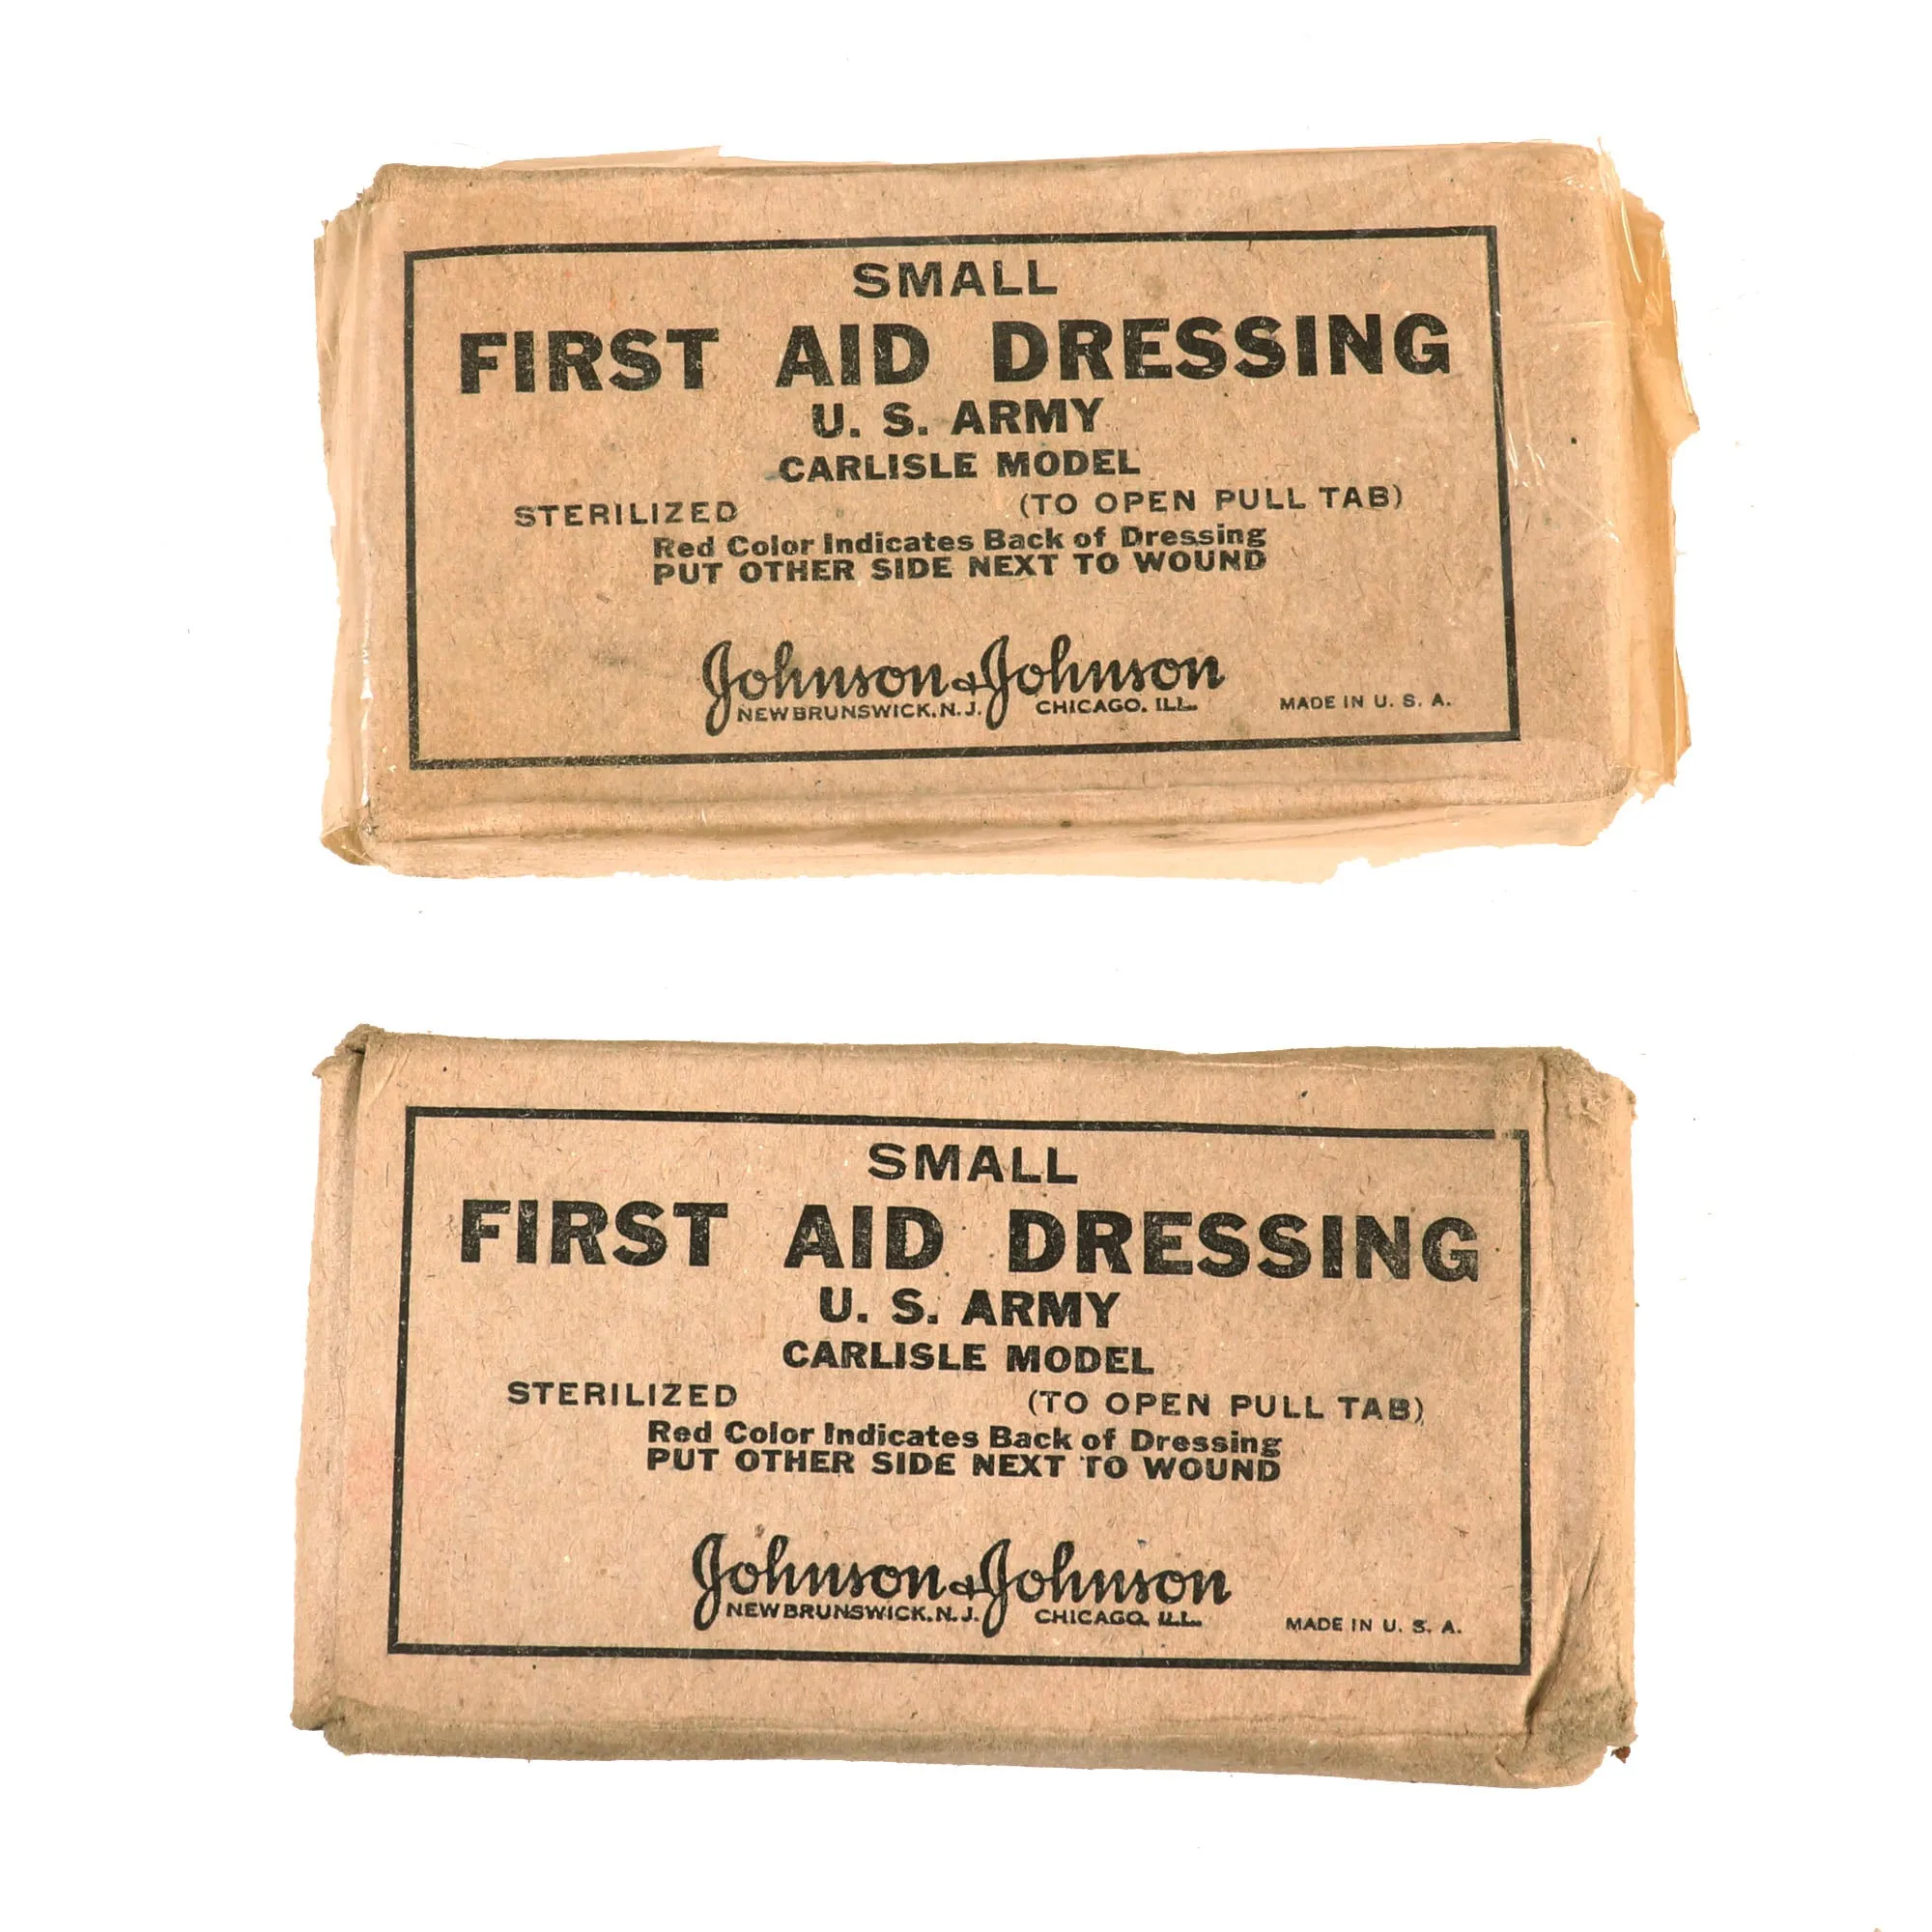 SMALL
FIRST AID DRESSING
U. S. ARMY
CARLISLE MODEL
STERILIZED (TO OPEN PULL TAB)
Red Color Indicates Back of Dressing
PUT OTHER SIDE NEXT TO WOUND
Johnson & Johnson
NEW BRUNSWICK, N. J. CHICAGO, ILL. MADE IN U. S. A.
SMALL
FIRST AID DRESSING
U. S. ARMY
CARLISLE MODEL
STERILIZED (TO OPEN PULL TAB)
Red Color Indicates Back of Dressing
PUT OTHER SIDE NEXT TO WOUND
Johnson & Johnson
NEW BRUNSWICK, N. J. CHICAGO, ILL. MADE IN U. S. A.